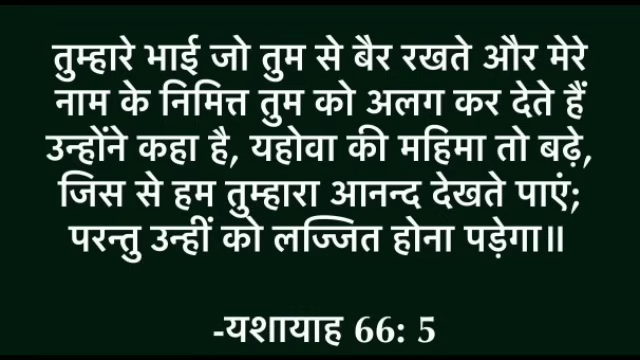 तुम्हारे भाई जो तुम से बैर रखते और मेरे
नाम के निमित्त तुम को अलग कर देते हैं
उन्होंने कहा है, यहोवा की महिमा तो बढ़े,
जिस से हम तुम्हारा आनन्द देखते पाएं;
परन्तु उन्हीं को लज्जित होना पड़ेगा॥
-यशायाह 66: 5